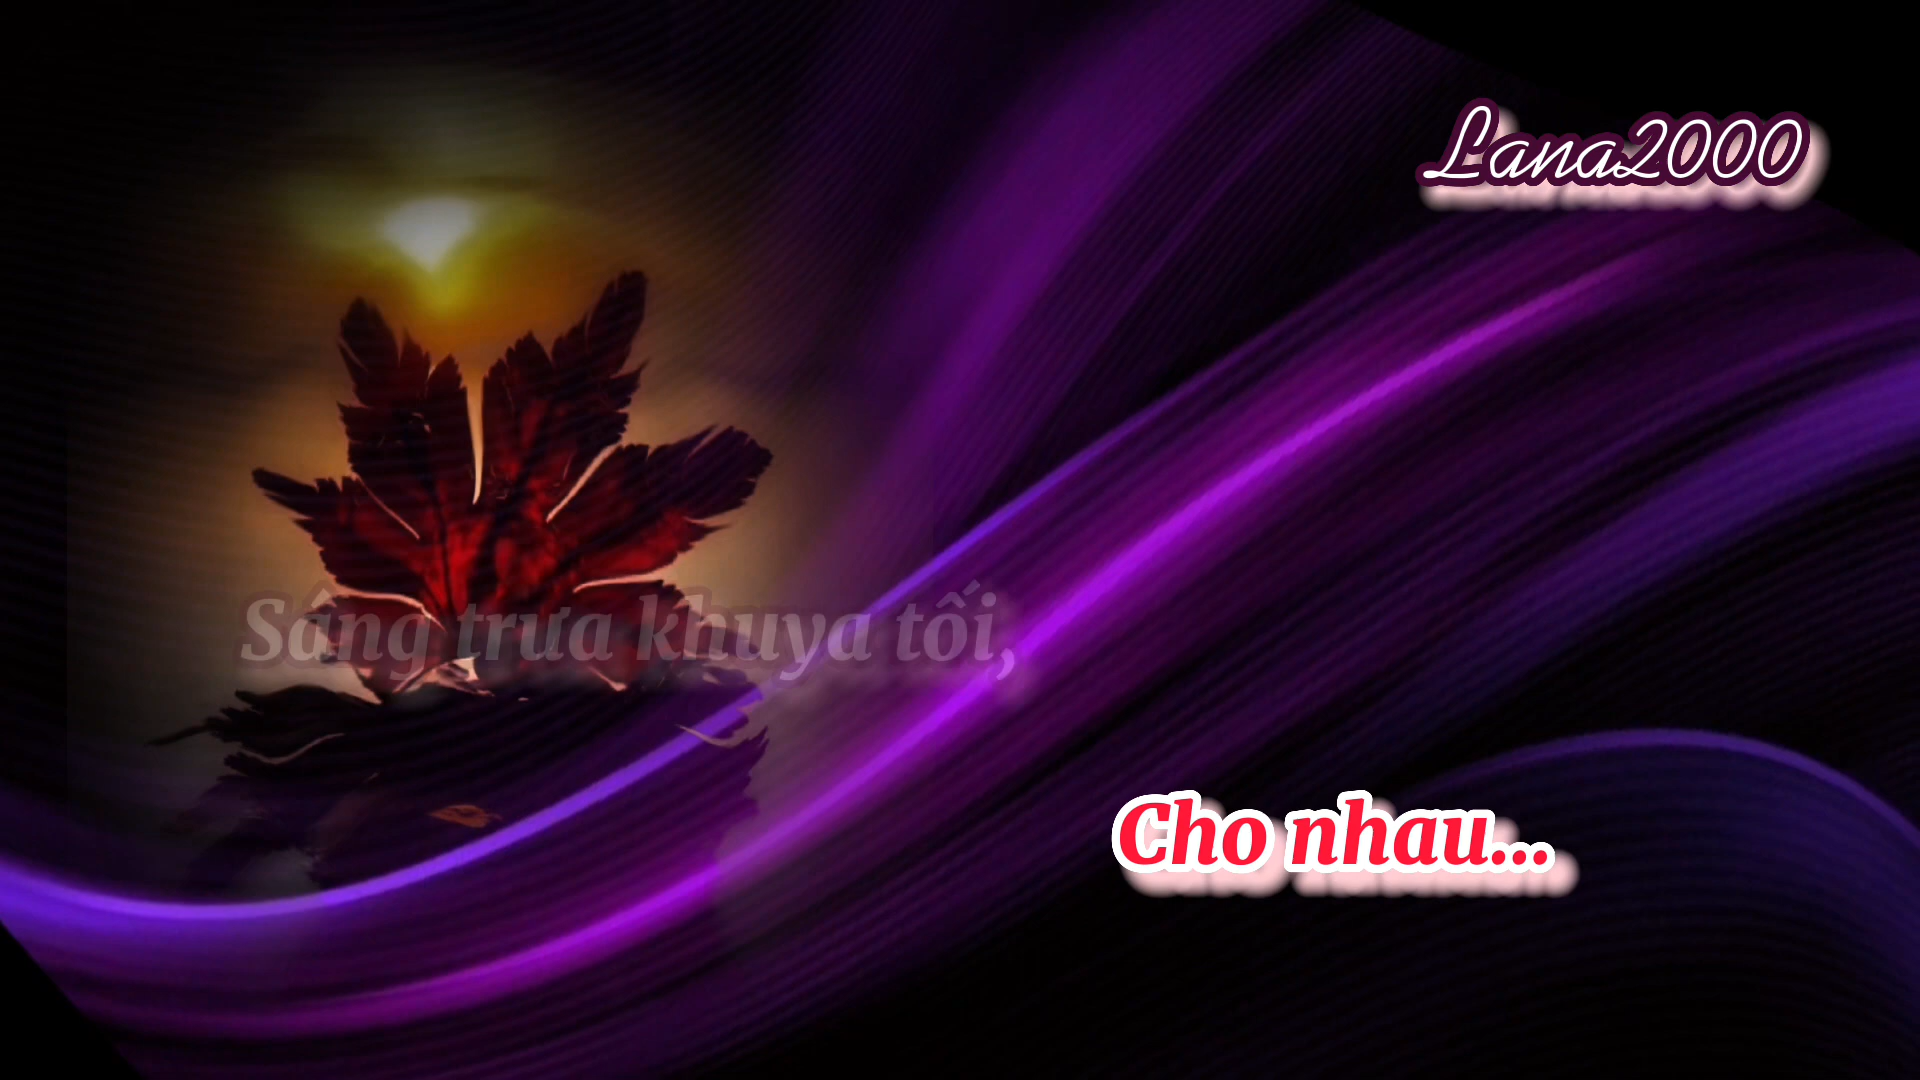 Lana2000
Sáng trưa khuya tối,
Cho nhau...